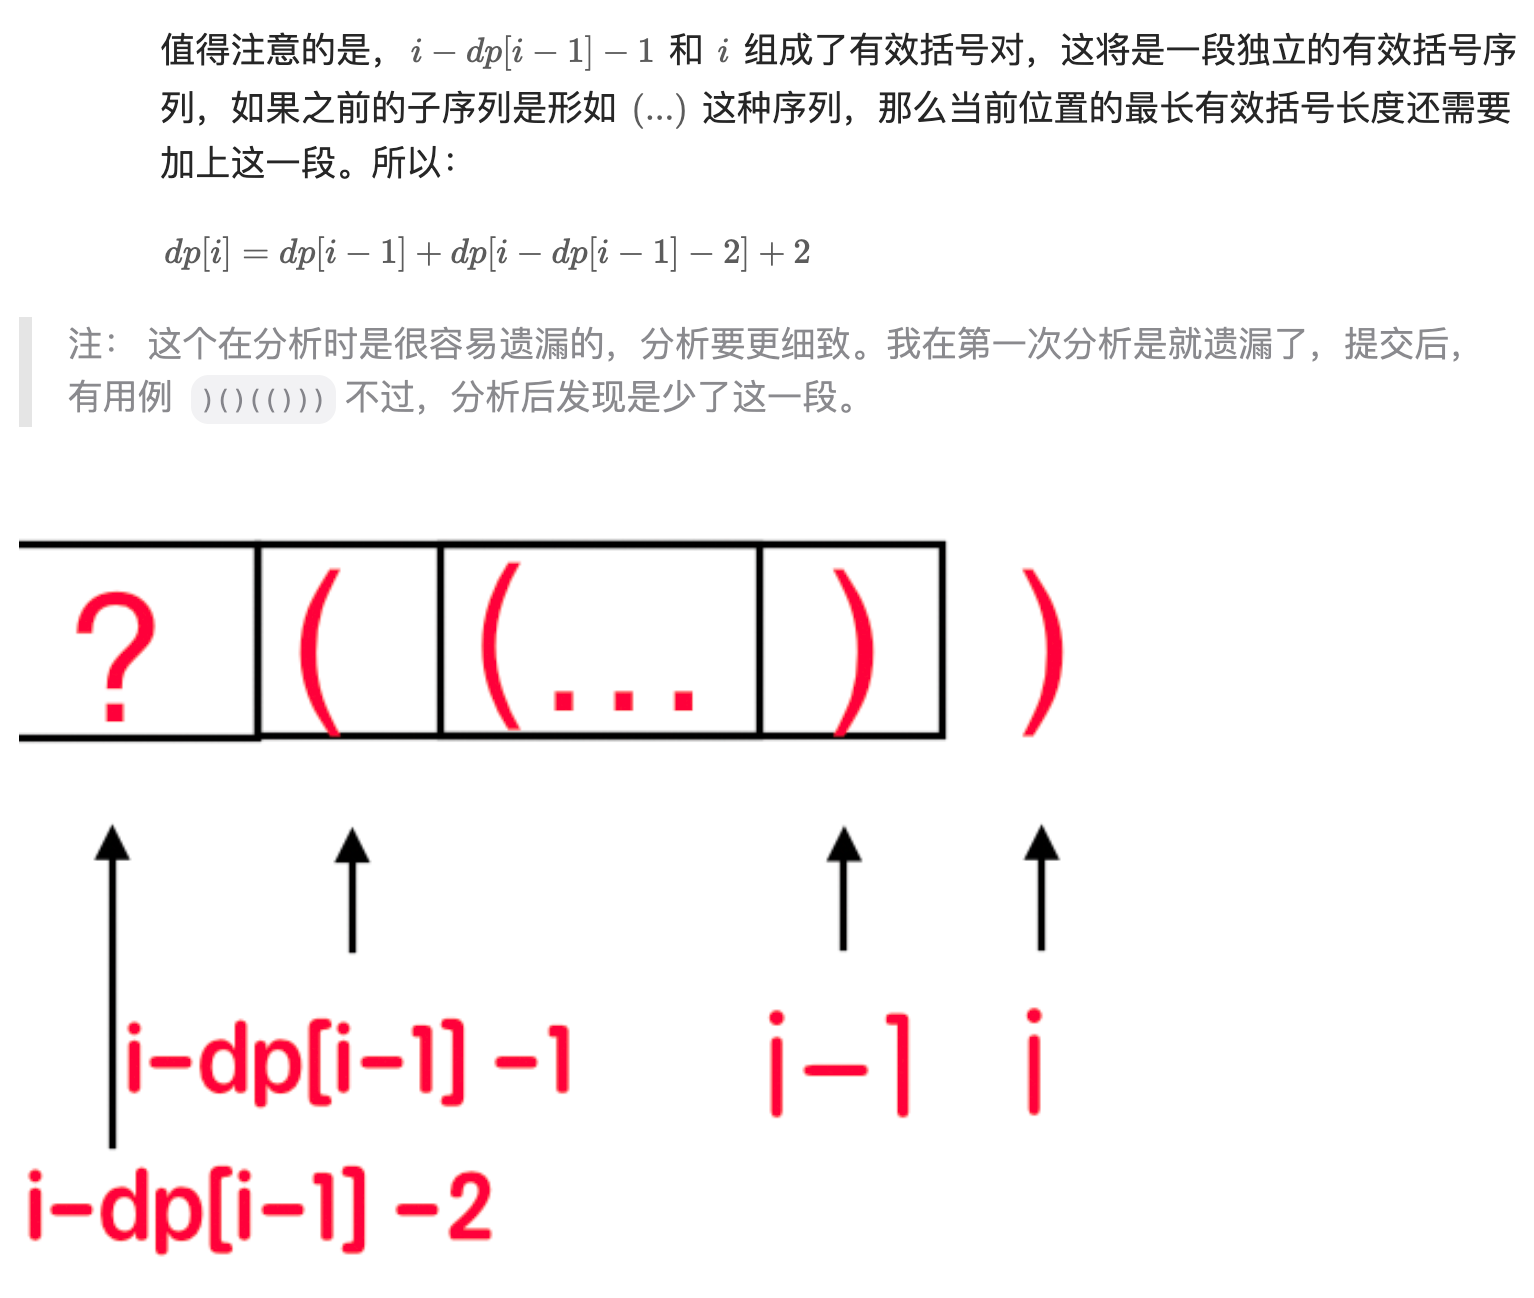 值得注意的是， i − dp[i − 1] − 1 和 i 组成了有效括号对，这将是一段独立的有效括号序
列，如果之前的子序列是形如 (...) 这种序列，那么当前位置的最长有效括号长度还需要
加上这一段。所以：
dp[i] = dp[i − 1] + dp[i − dp[i − 1] − 2] + 2
注： 这个在分析时是很容易遗漏的，分析要更细致。我在第一次分析是就遗漏了，提交后，
有用例 )()(())) 不过，分析后发现是少了这一段。
? ( (... ) )
i-dp[i-1] -1 i-1 i
i-dp[i-1] -2